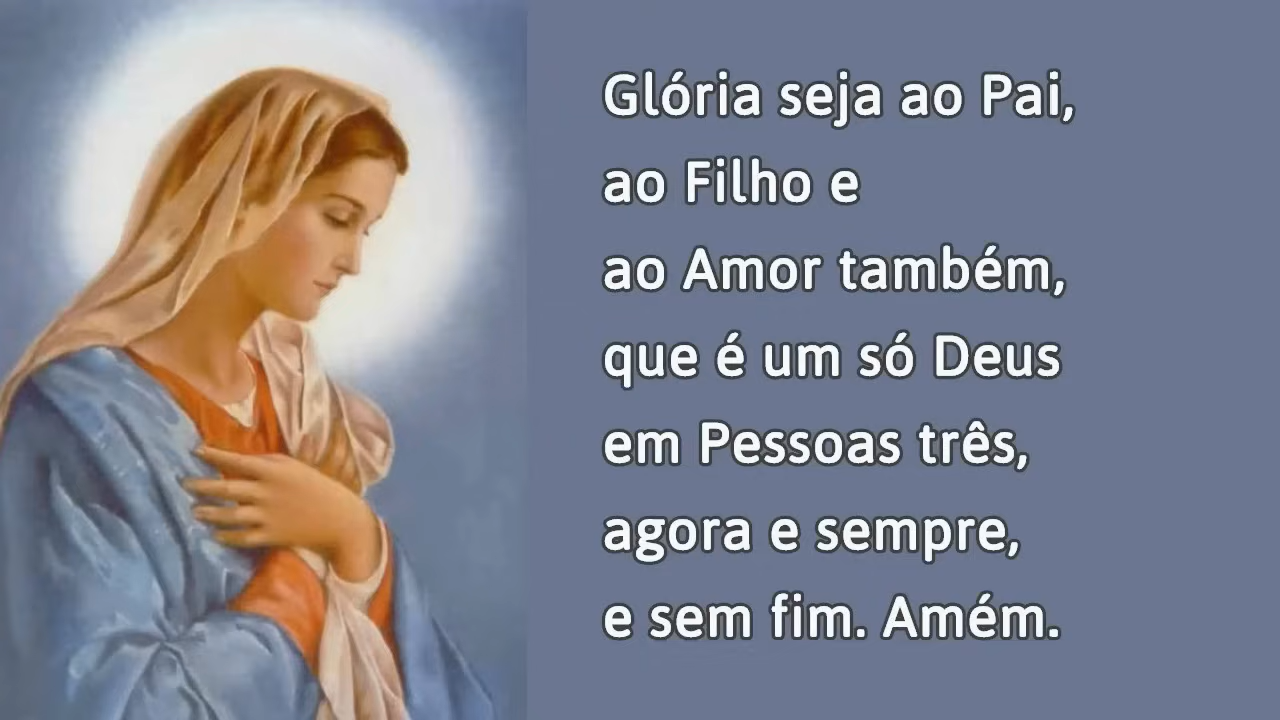 Glória seja ao Pai,
ao Filho e
ao Amor também,
que é um só Deus
em Pessoas três,
agora e sempre,
e sem fim. Amém.